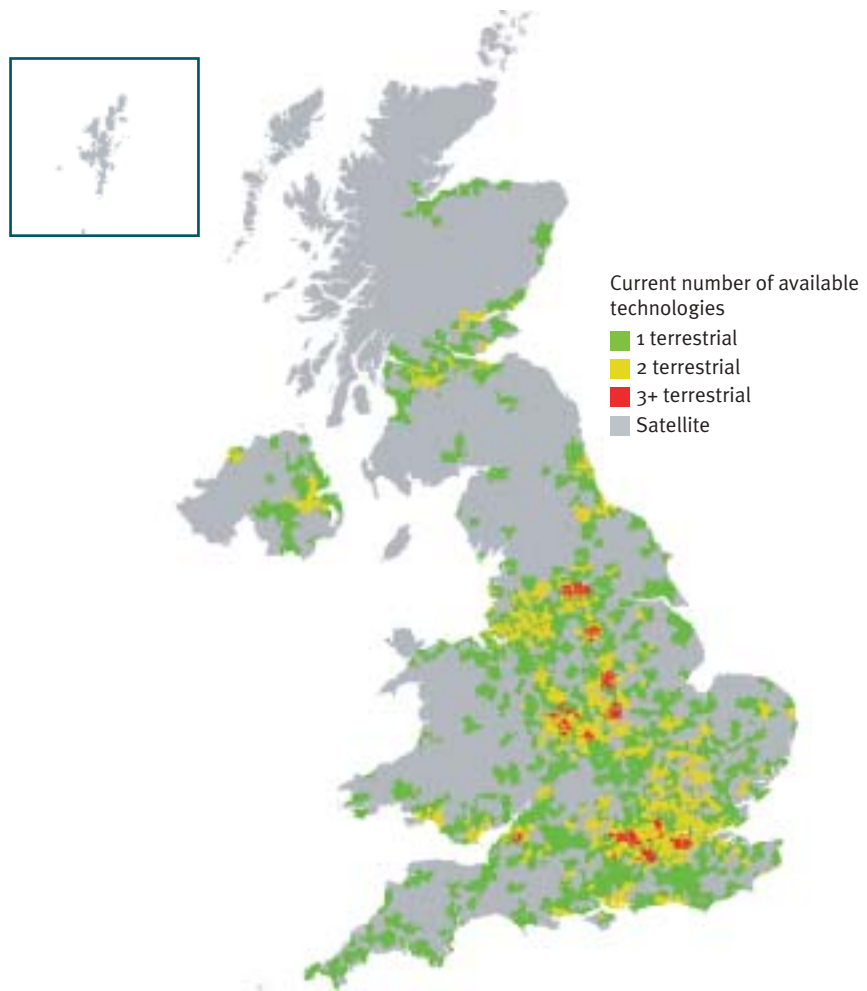 Current number of available
technologies
1 terrestrial
2 terrestrial
3+ terrestrial
Satellite